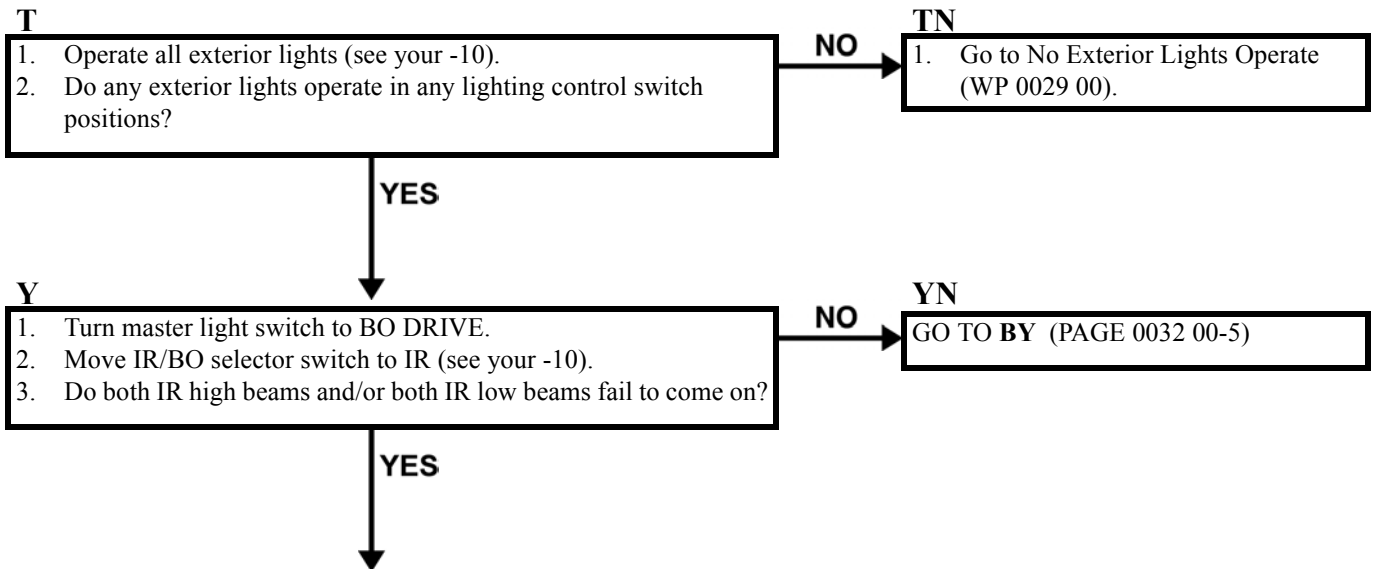 T
1. Operate all exterior lights (see your -10).
2. Do any exterior lights operate in any lighting control switch
positions?
NO
TN
1. Go to No Exterior Lights Operate
(WP 0029 00).
YES
Y
1. Turn master light switch to BO DRIVE.
2. Move IR/BO selector switch to IR (see your -10).
3. Do both IR high beams and/or both IR low beams fail to come on?
NO
YN
GO TO BY (PAGE 0032 00-5)
YES